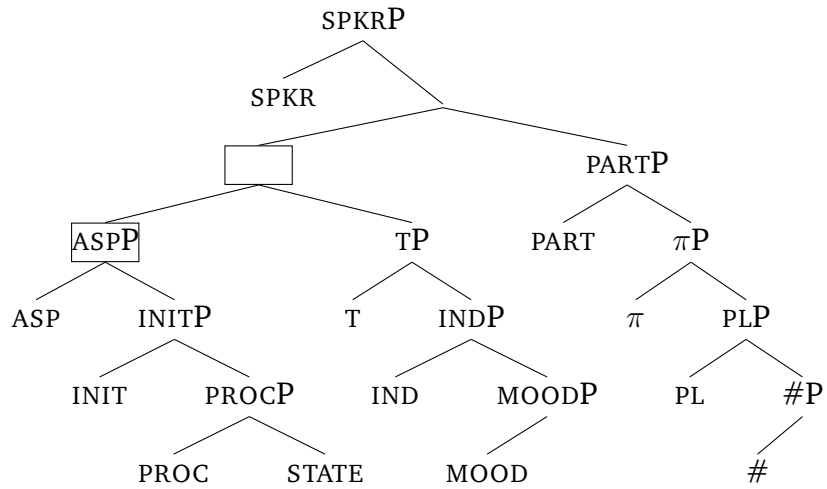 SPKRP
SPKR
PARTP
ASPP TP PART πP
ASP INITP T INDP π PLP
INIT PROCP IND MOODP PL #P
PROC STATE MOOD #